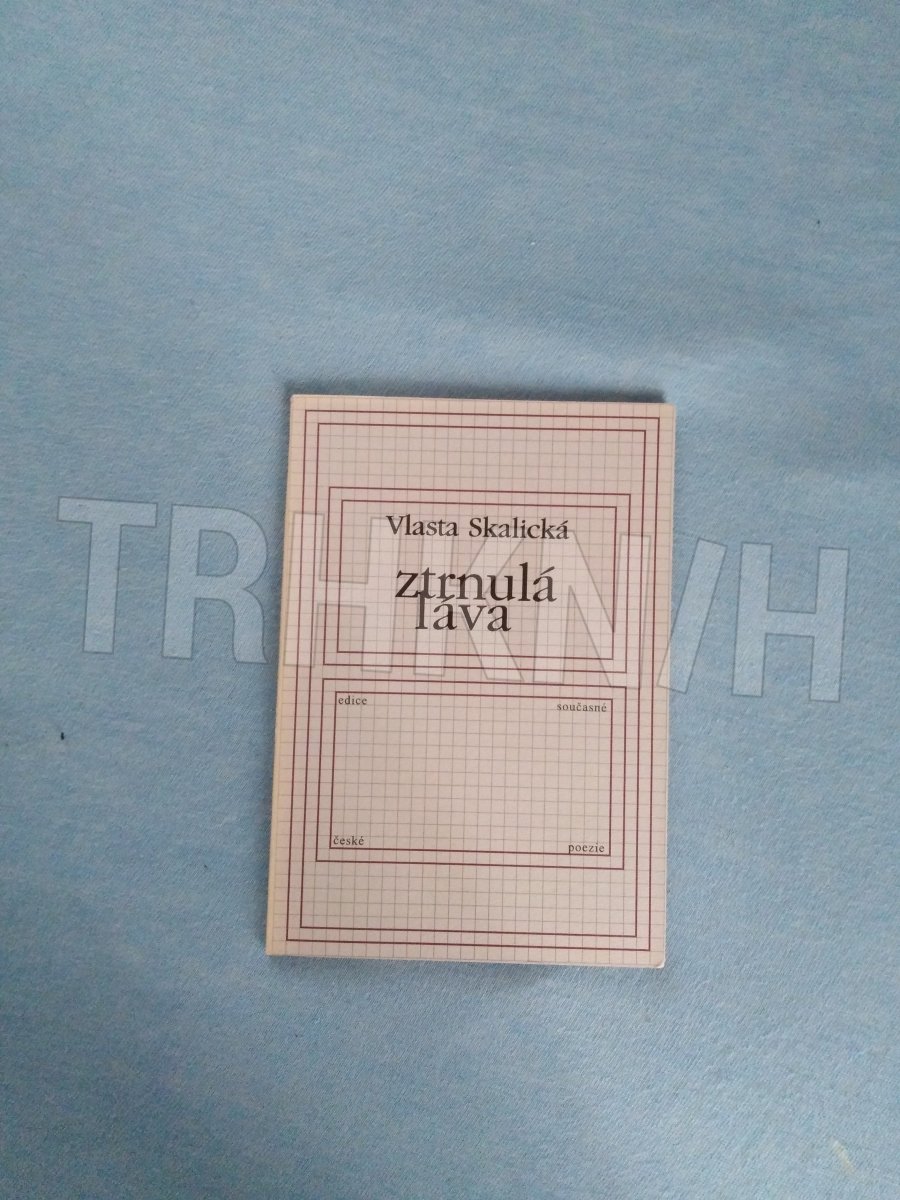 Vlasta Skalická
ztrnulá
láva
edice
současné
české
poezie
TRHKNIH